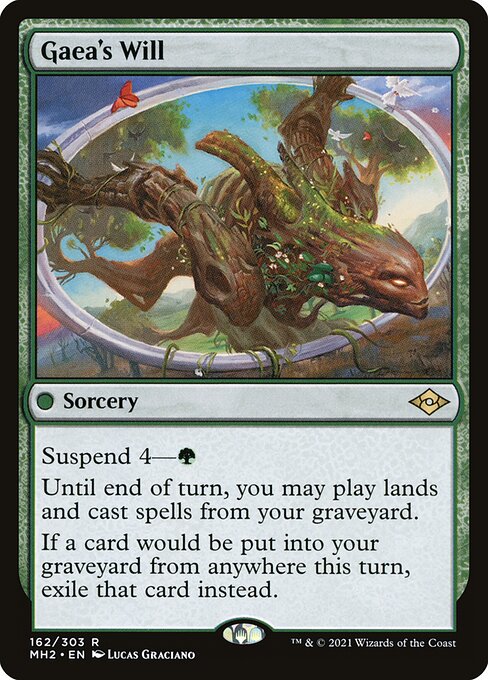 Gaea's Will
Sorcery
Suspend 4—
Until end of turn, you may play lands
and cast spells from your graveyard.
If a card would be put into your
graveyard from anywhere this turn,
exile that card instead.
162/303 R
MH2 • EN Lucas Graciano
™ & © 2021 Wizards of the Coast